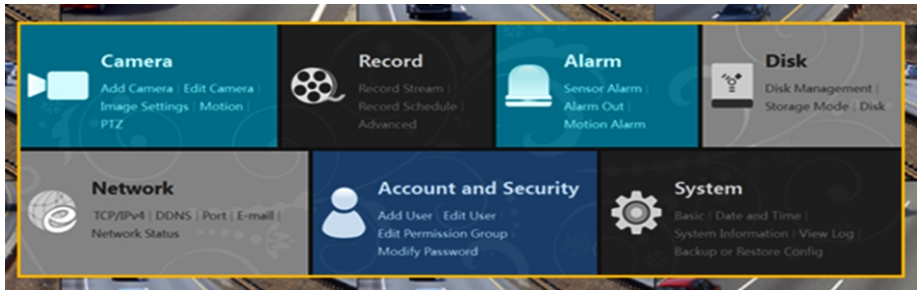 Camera
Add Camera | Edit Camera |
Image Settings | Motion |
PTZ
Record
Record Stream |
Record Schedule |
Advanced
Alarm
Sensor Alarm |
Alarm Out |
Motion Alarm
Disk
Disk Management |
Storage Mode | Disk
Network
TCP/IPv4 | DDNS | Port | E-mail |
Network Status
Account and Security
Add User | Edit User |
Edit Permission Group |
Modify Password
System
Basic | Date and Time |
System Information | View Log |
Backup or Restore Config